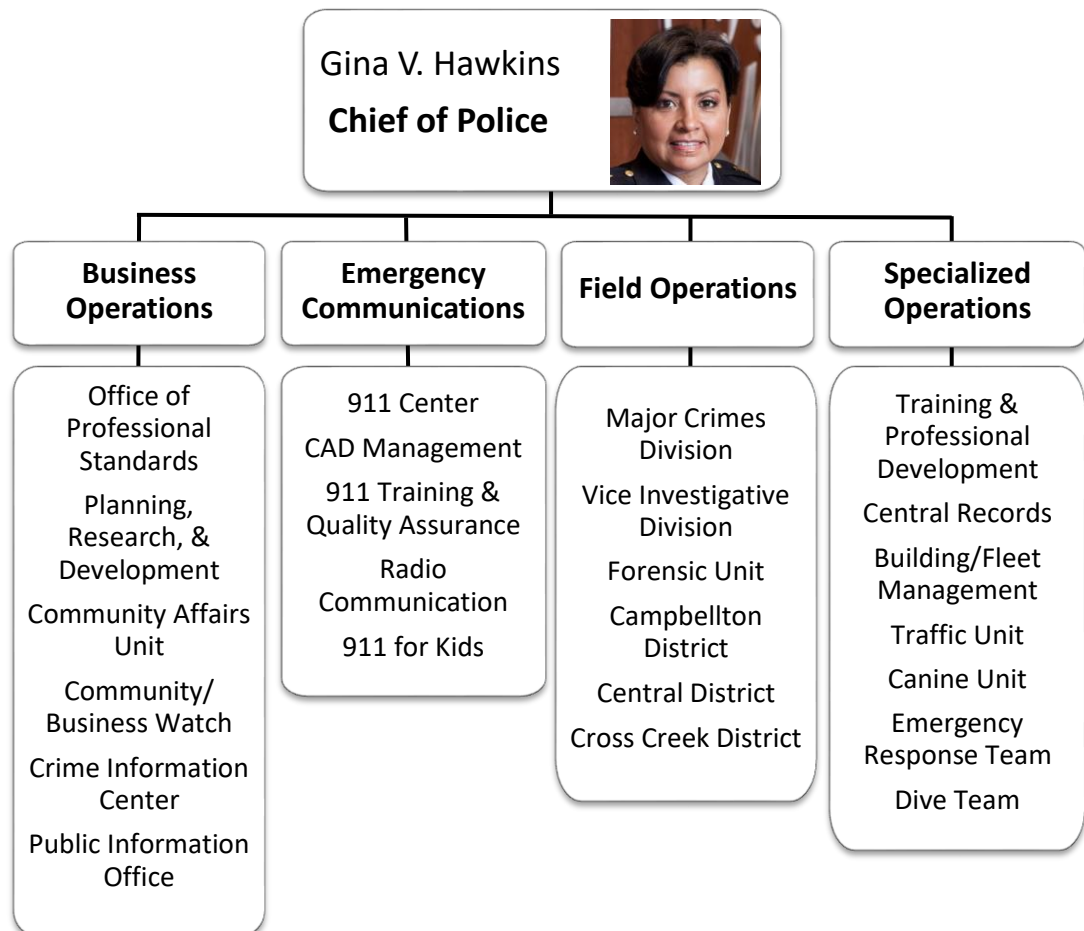 Gina V. Hawkins
Chief of Police
Business
Operations
Office of
Professional
Standards
Planning,
Research, &
Development
Community Affairs
Unit
Community/
Business Watch
Crime Information
Center
Public Information
Office
Emergency
Communications
911 Center
CAD Management
911 Training &
Quality Assurance
Radio
Communication
911 for Kids
Field Operations
Major Crimes
Division
Vice Investigative
Division
Forensic Unit
Campbellton
District
Central District
Cross Creek District
Specialized
Operations
Training &
Professional
Development
Central Records
Building/Fleet
Management
Traffic Unit
Canine Unit
Emergency
Response Team
Dive Team